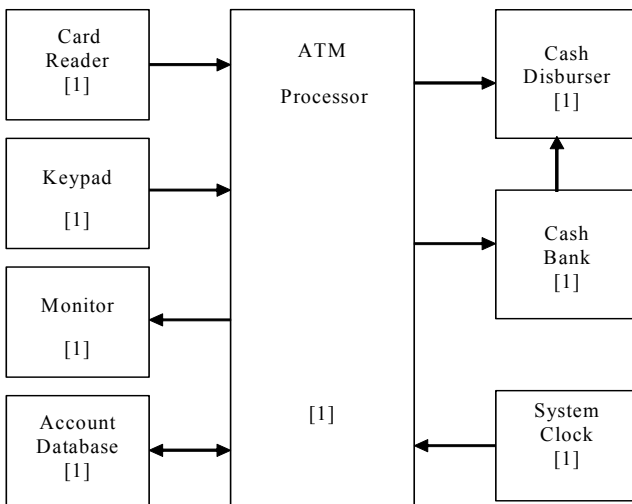 Card
Reader
[1]
Keypad
[1]
Monitor
[1]
Account
Database
[1]
ATM
Processor
[1]
Cash
Disburser
[1]
Cash
Bank
[1]
System
Clock
[1]